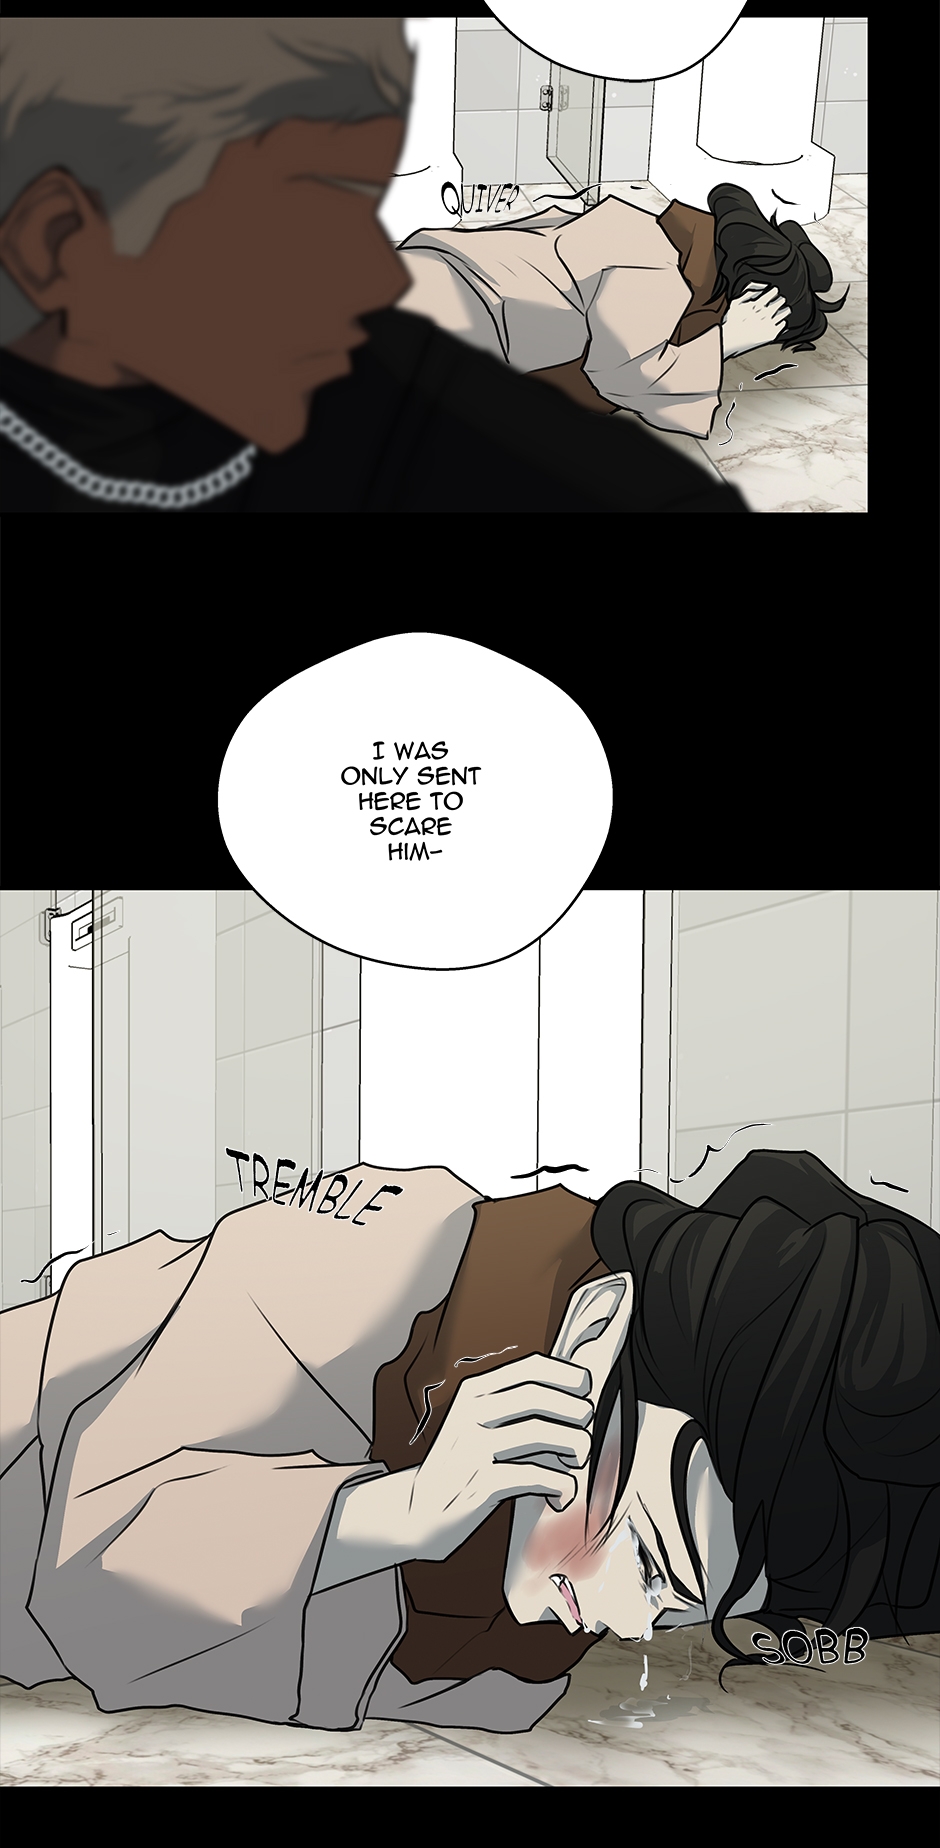 QUIVER
I WAS
ONLY SENT
HERE TO
SCARE
HIM-
TREMBLE
SOBB